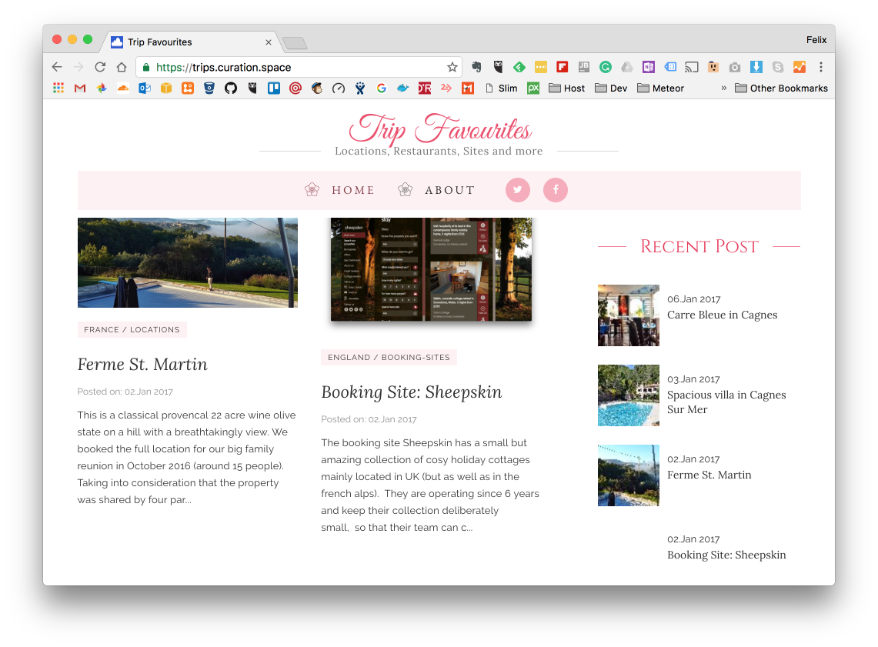 Trip Favourites
Felix
https://trips.curation.space
Slim
Host
Dev
Meteor
»
Other Bookmarks
Trip Favourites
Locations, Restaurants, Sites and more
HOME
ABOUT
FRANCE / LOCATIONS
Ferme St. Martin
Posted on: 02.Jan 2017
This is a classical provencal 22 acre wine olive
state on a hill with a breathtakingly view. We
booked the full location for our big family
reunion in October 2016 (around 15 people).
Taking into consideration that the property
was shared by four par...
sheepskin
ENGLAND / BOOKING-SITES
Booking Site: Sheepskin
Posted on: 02.Jan 2017
The booking site Sheepskin has a small but
amazing collection of cosy holiday cottages
mainly located in UK (but as well as in the
french alps). They are operating since 6 years
and keep their collection deliberately
small, so that their team can c...
RECENT POST
06.Jan 2017
Carre Bleue in Cagnes
03.Jan 2017
Spacious villa in Cagnes
Sur Mer
02.Jan 2017
Ferme St. Martin
02.Jan 2017
Booking Site: Sheepskin